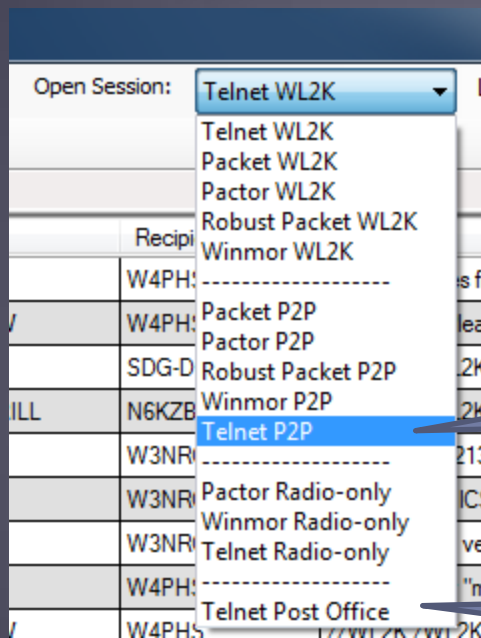 Open Session: Telnet WL2K
Telnet WL2K
Packet WL2K
Pactor WL2K
Robust Packet WL2K
Winmor WL2K
-------------------
Packet P2P
Pactor P2P
Robust Packet P2P
Winmor P2P
Telnet P2P
-------------------
Pactor Radio-only
Winmor Radio-only
Telnet Radio-only
-------------------
Telnet Post Office
Recipi
W4PHS
W4PHS
SDG-D
ILL N6KZB
W3NR
W3NR
W3NR
W4PHS
W4PHS